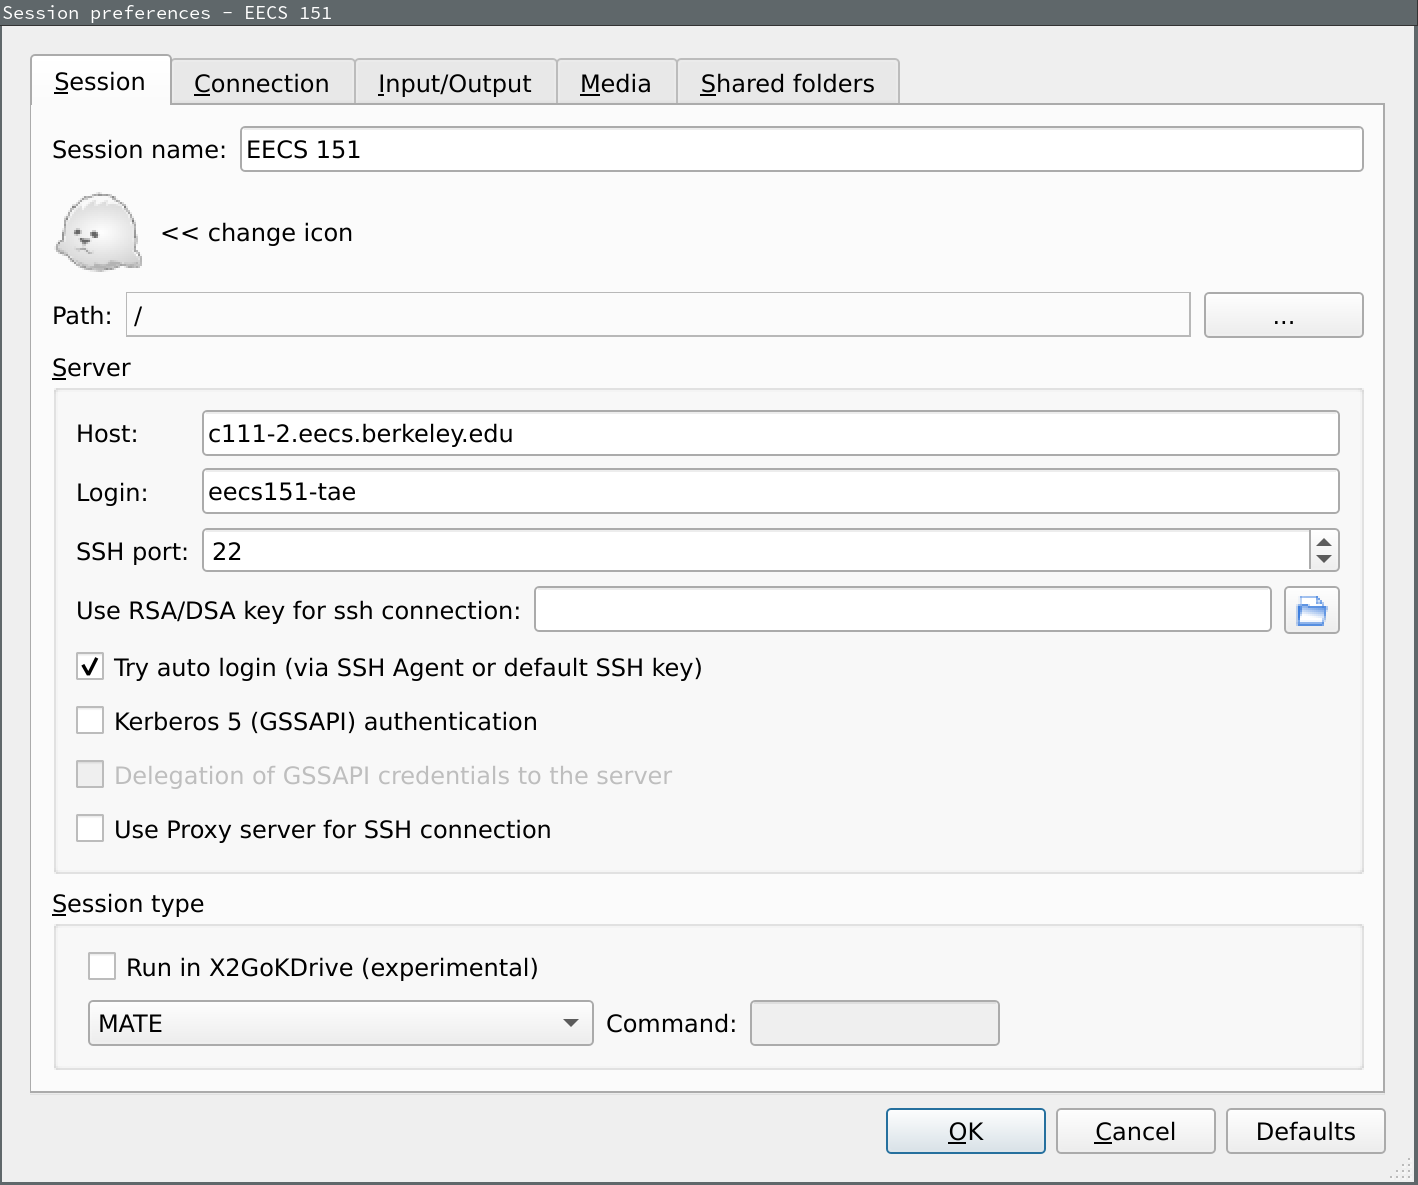 Session preferences - EECS 151
Session Connection Input/Output Media Shared folders
Session name: EECS 151
<< change icon
Path: / ...
Server
Host: c111-2.eecs.berkeley.edu
Login: eecs151-tae
SSH port: 22
Use RSA/DSA key for ssh connection:
Try auto login (via SSH Agent or default SSH key)
Kerberos 5 (GSSAPI) authentication
Delegation of GSSAPI credentials to the server
Use Proxy server for SSH connection
Session type
Run in X2GoKDrive (experimental)
MATE Command:
OK Cancel Defaults